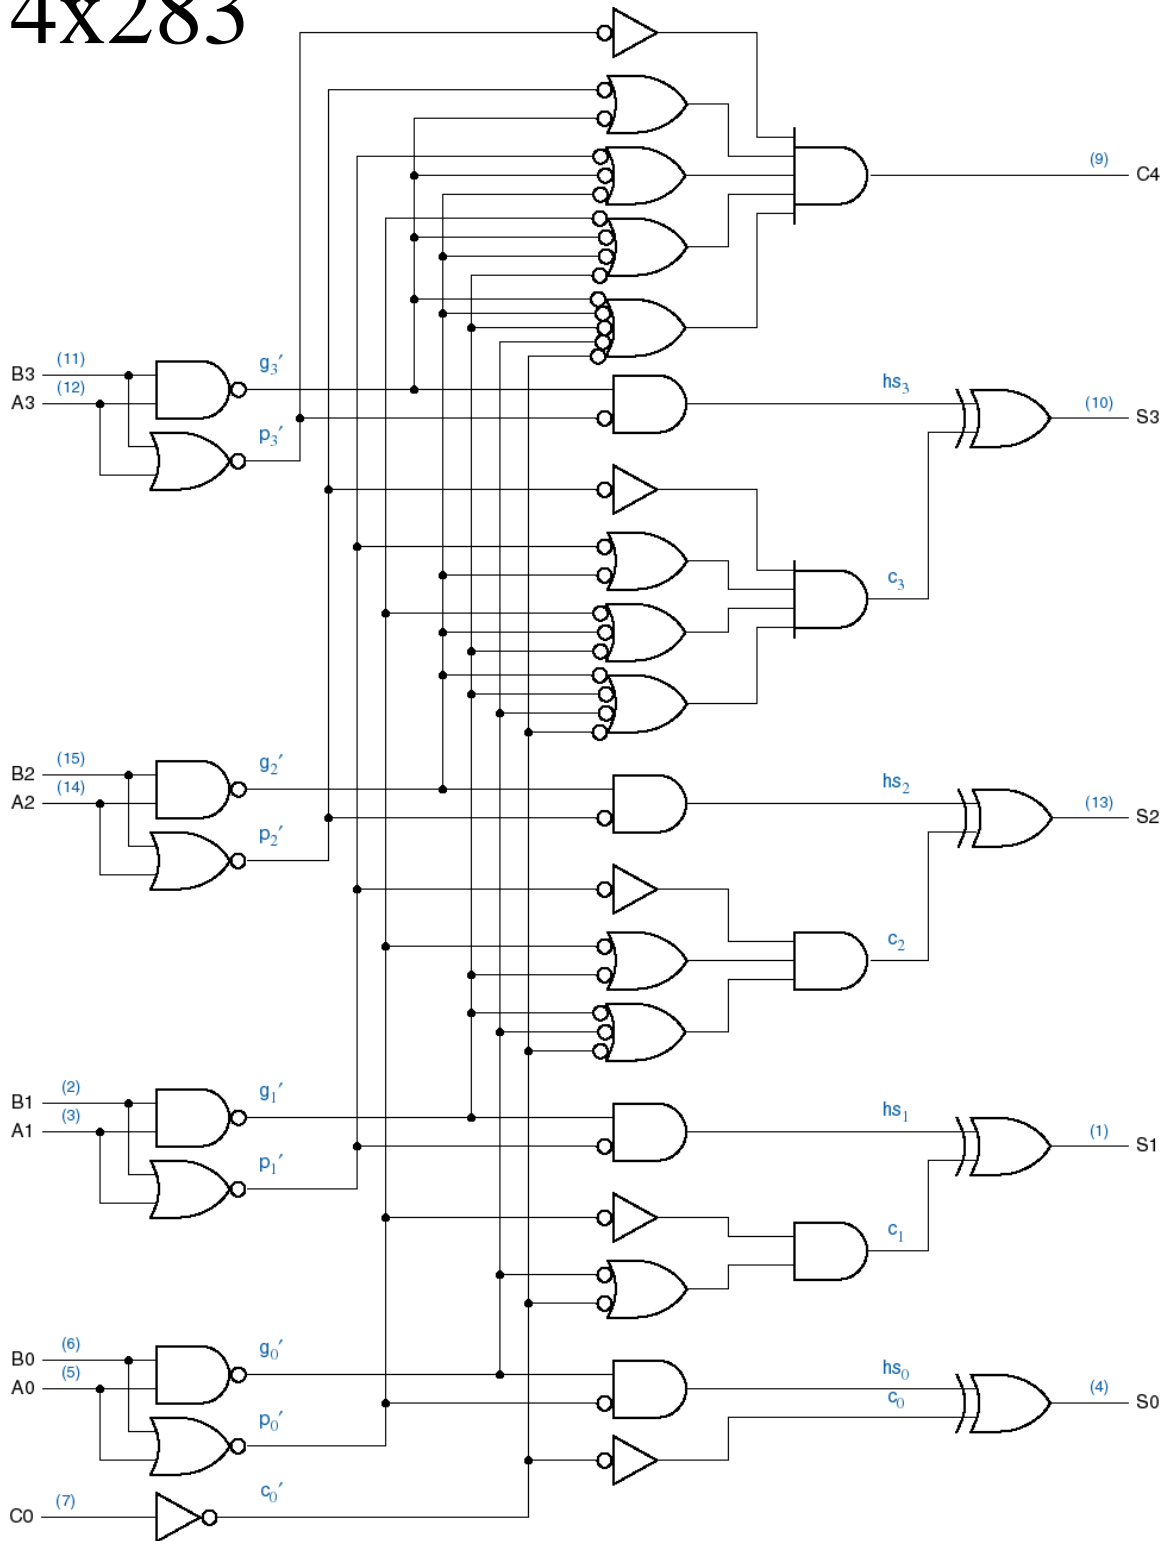 4x283
(9)
C4
B3 (11) g3′
A3 (12) hs3
(10)
S3
p3′
c3
B2 (15) g2′
A2 (14) hs2
(13)
S2
p2′
c2
B1 (2) g1′
A1 (3) hs1
(1)
S1
p1′
c1
B0 (6) g0′
A0 (5) hs0
c0
(4)
S0
p0′
C0 (7) c0′